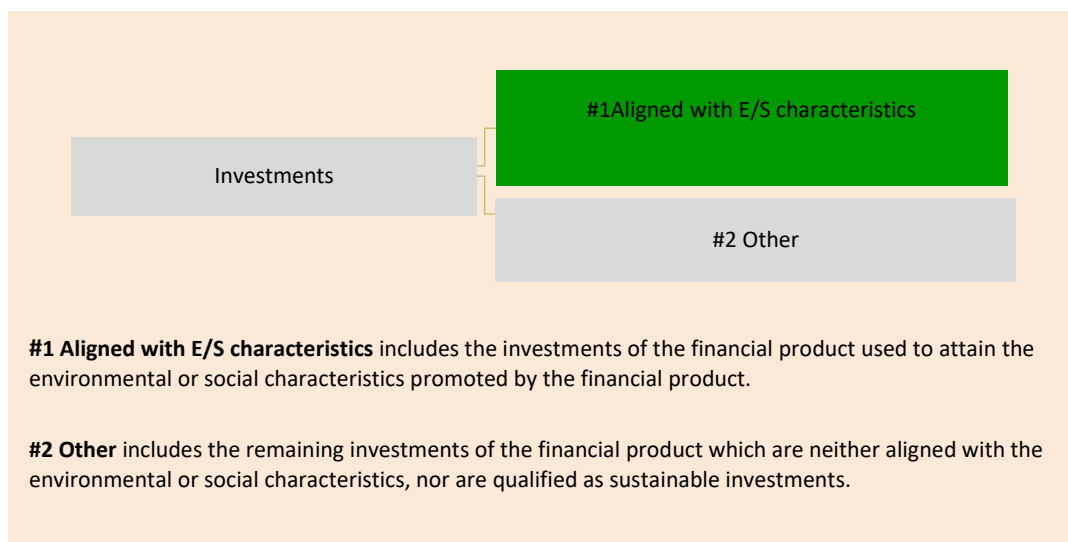 #1Aligned with E/S characteristics
Investments
#2 Other
#1 Aligned with E/S characteristics includes the investments of the financial product used to attain the
environmental or social characteristics promoted by the financial product.
#2 Other includes the remaining investments of the financial product which are neither aligned with the
environmental or social characteristics, nor are qualified as sustainable investments.